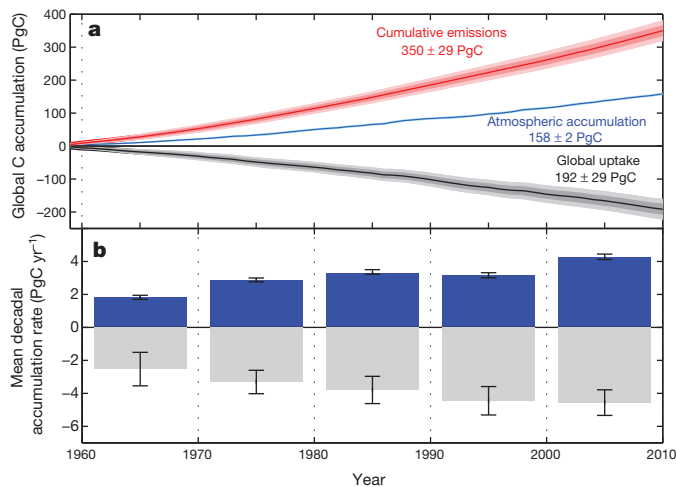 a
Global C accumulation (PgC)
400
300
200
100
0
−100
−200
Cumulative emissions
350 ± 29 PgC
Atmospheric accumulation
158 ± 2 PgC
Global uptake
192 ± 29 PgC
b
Mean decadal
accumulation rate (PgC yr⁻¹)
4
2
0
−2
−4
−6
1960
1970
1980
1990
2000
2010
Year